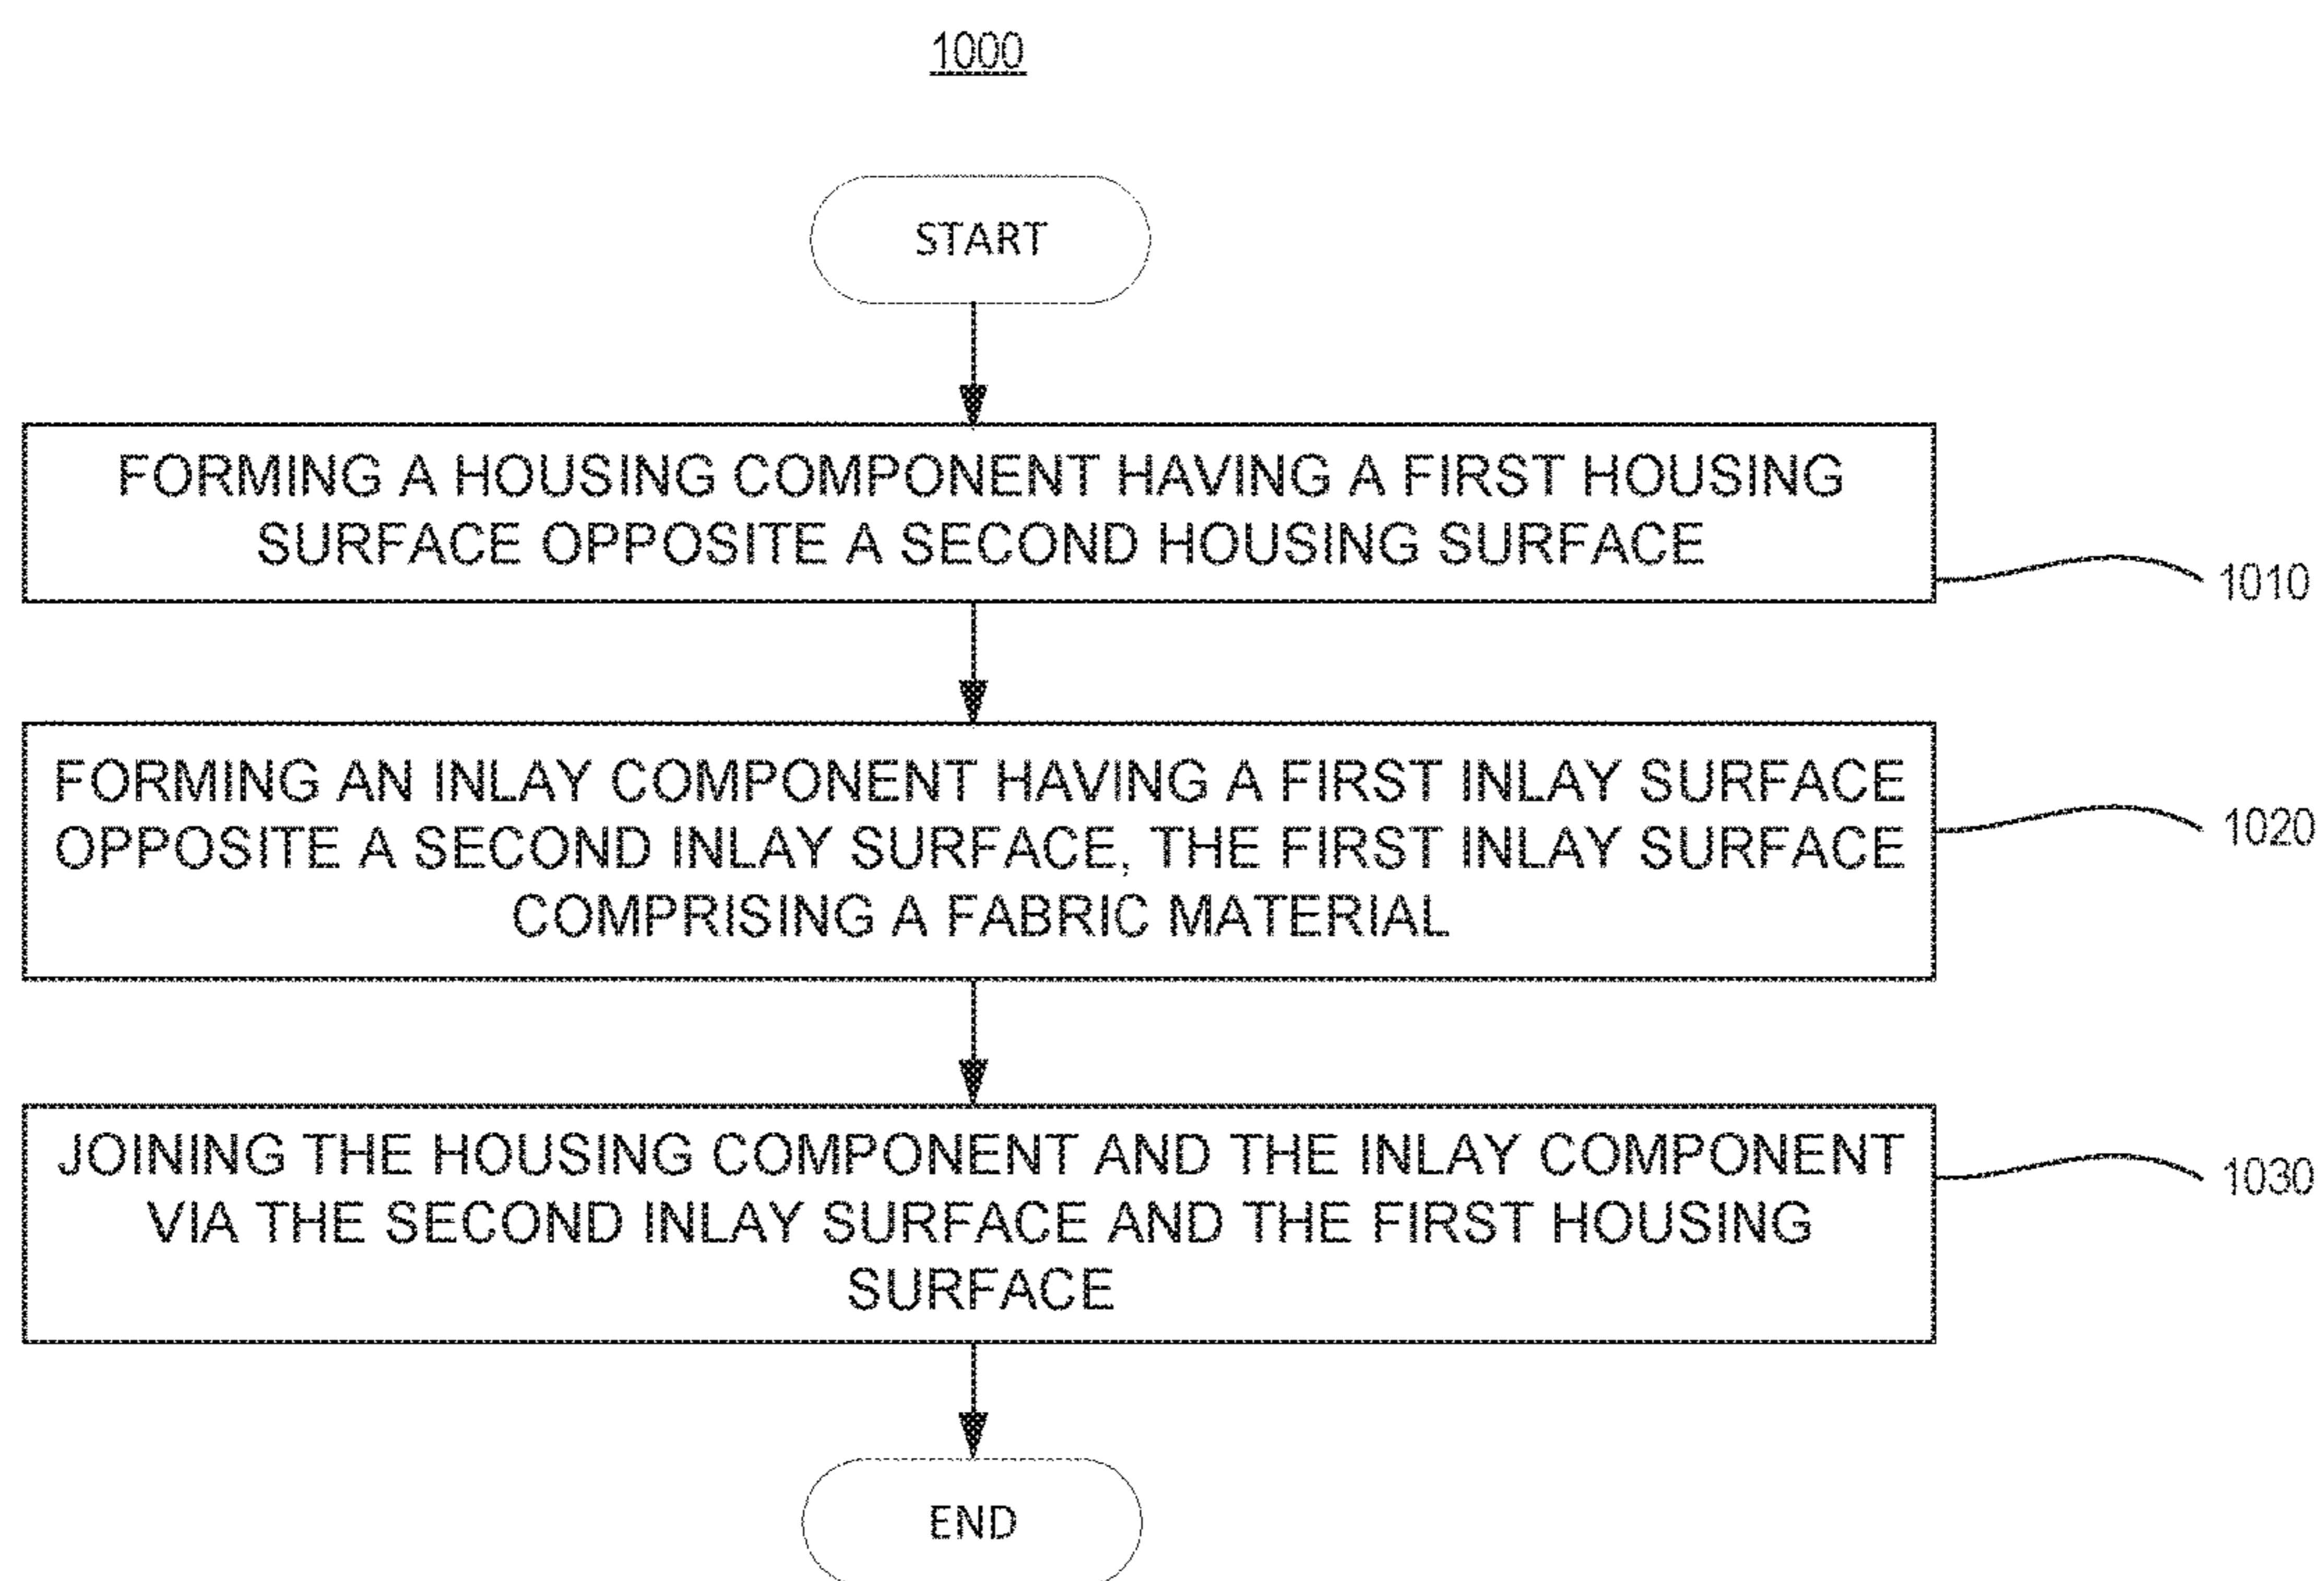 1000
START
FORMING A HOUSING COMPONENT HAVING A FIRST HOUSING
SURFACE OPPOSITE A SECOND HOUSING SURFACE
1010
FORMING AN INLAY COMPONENT HAVING A FIRST INLAY SURFACE
OPPOSITE A SECOND INLAY SURFACE, THE FIRST INLAY SURFACE
COMPRISING A FABRIC MATERIAL
1020
JOINING THE HOUSING COMPONENT AND THE INLAY COMPONENT
VIA THE SECOND INLAY SURFACE AND THE FIRST HOUSING
SURFACE
1030
END